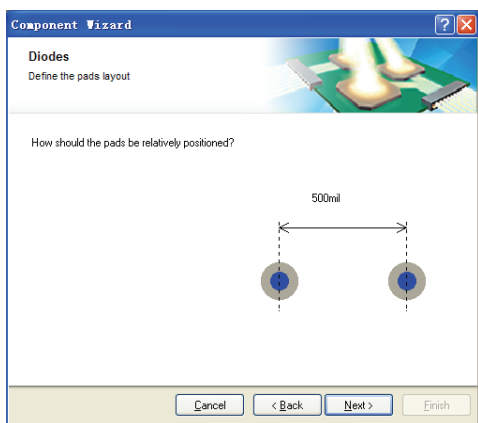 Component Wizard
Diodes
Define the pads layout
How should the pads be relatively positioned?
500mil
Cancel
< Back
Next >
Finish